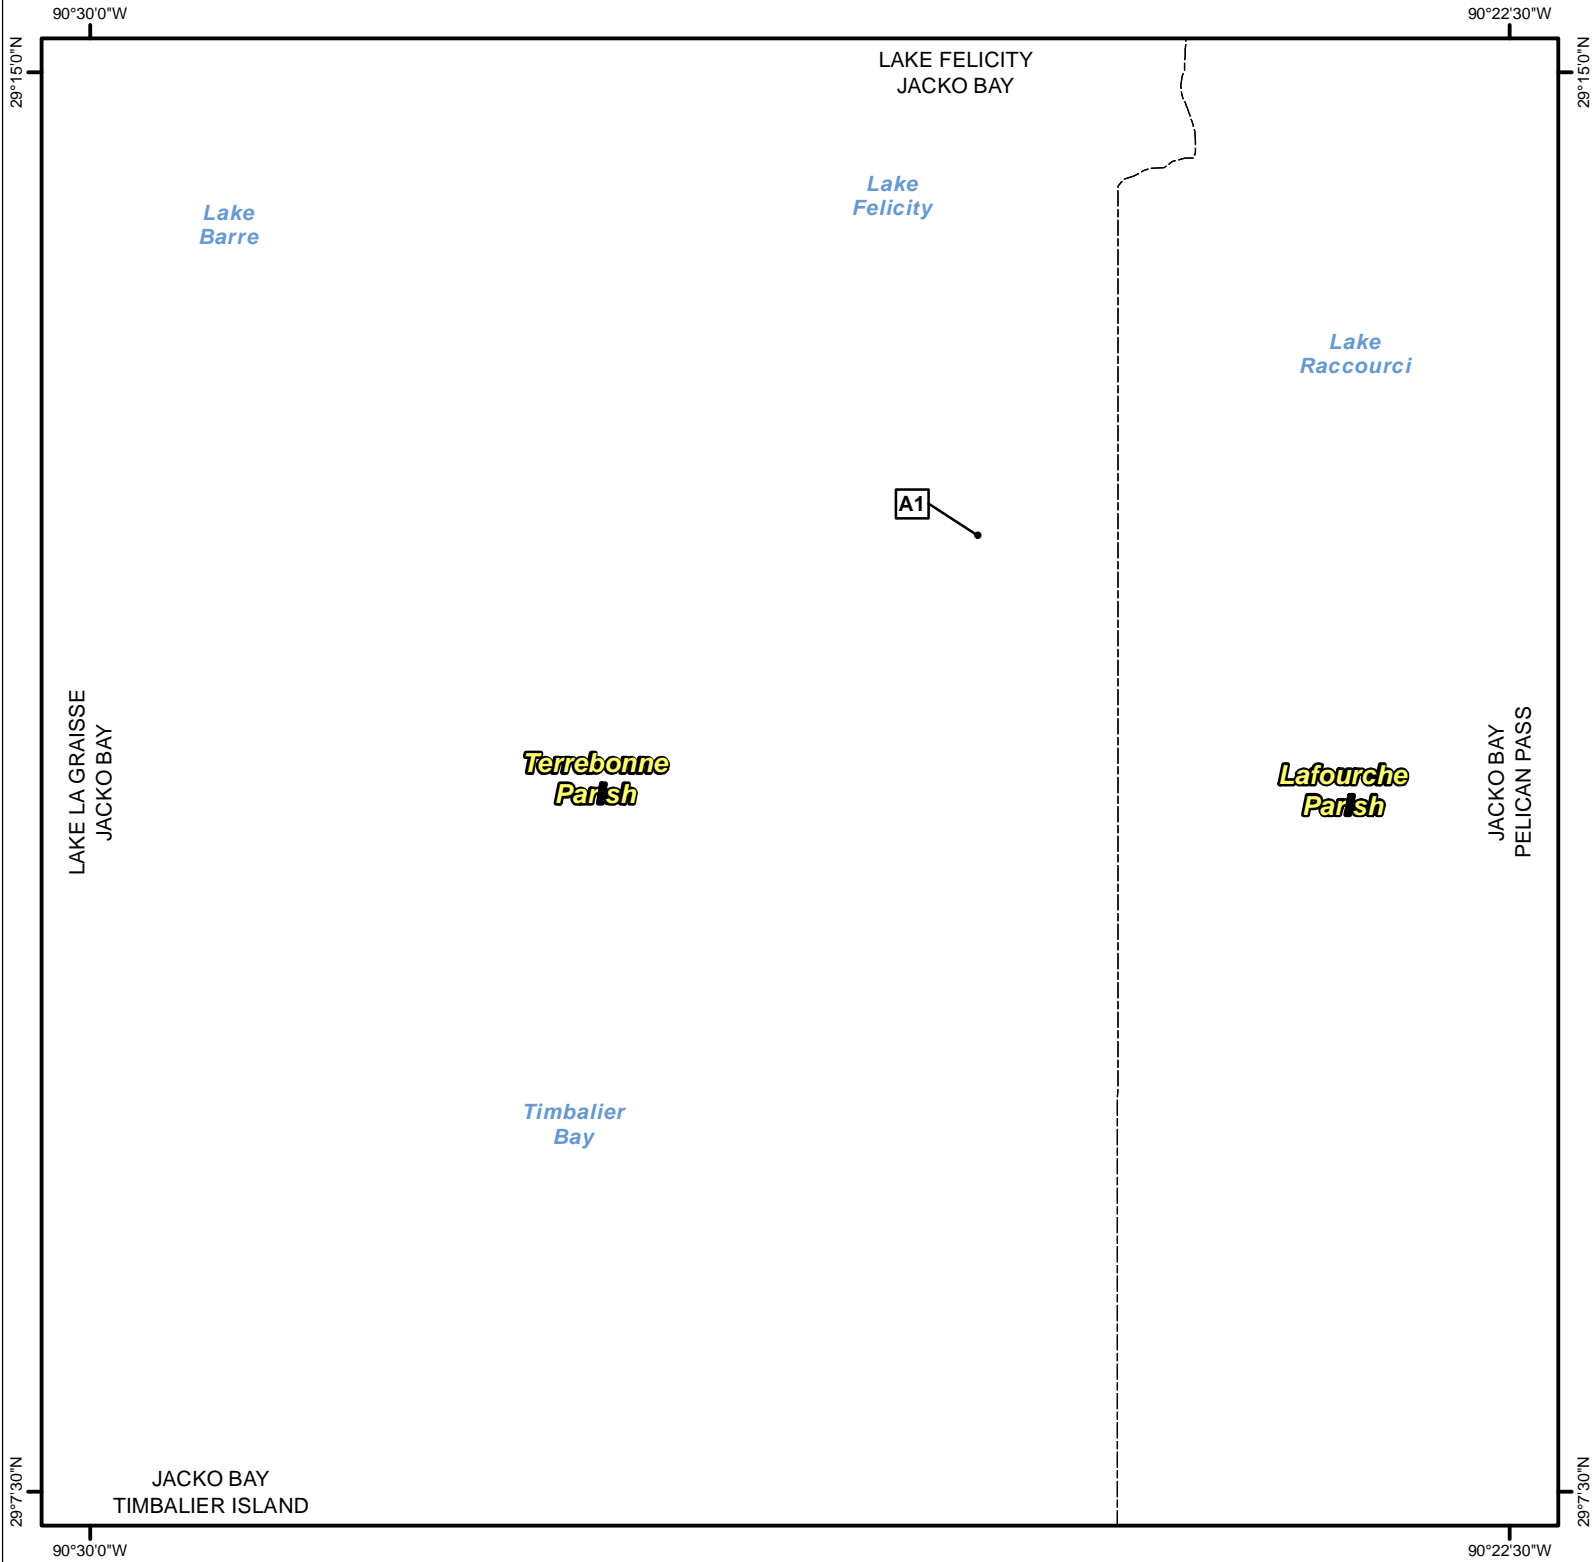 90°30'0"W
90°22'30"W
29°15'0"N
29°15'0"N
LAKE FELICITY
JACKO BAY
Lake
Felicity
Lake
Barre
Lake
Raccourci
A1
LAKE LA GRAISSE
JACKO BAY
Terrebonne
Parish
Lafourche
Parish
JACKO BAY
PELICAN PASS
Timbalier
Bay
JACKO BAY
TIMBALIER ISLAND
29°7'30"N
29°7'30"N
90°30'0"W
90°22'30"W